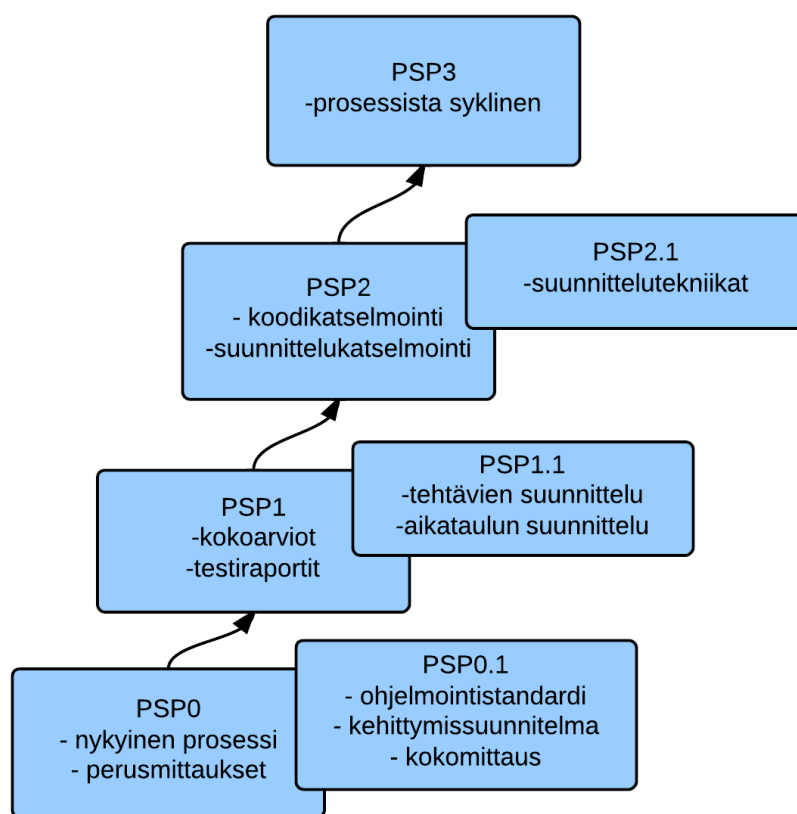 PSP3
-prosessista syklinen
PSP2.1
-suunnittelutekniikat
PSP2
- koodikatselmointi
-suunnittelukatselmointi
PSP1.1
-tehtävien suunnittelu
-aikataulun suunnittelu
PSP1
-kokoarviot
-testiraportit
PSP0.1
- ohjelmointistandardi
- kehittymissuunnitelma
- kokomittaus
PSP0
- nykyinen prosessi
- perusmittaukset